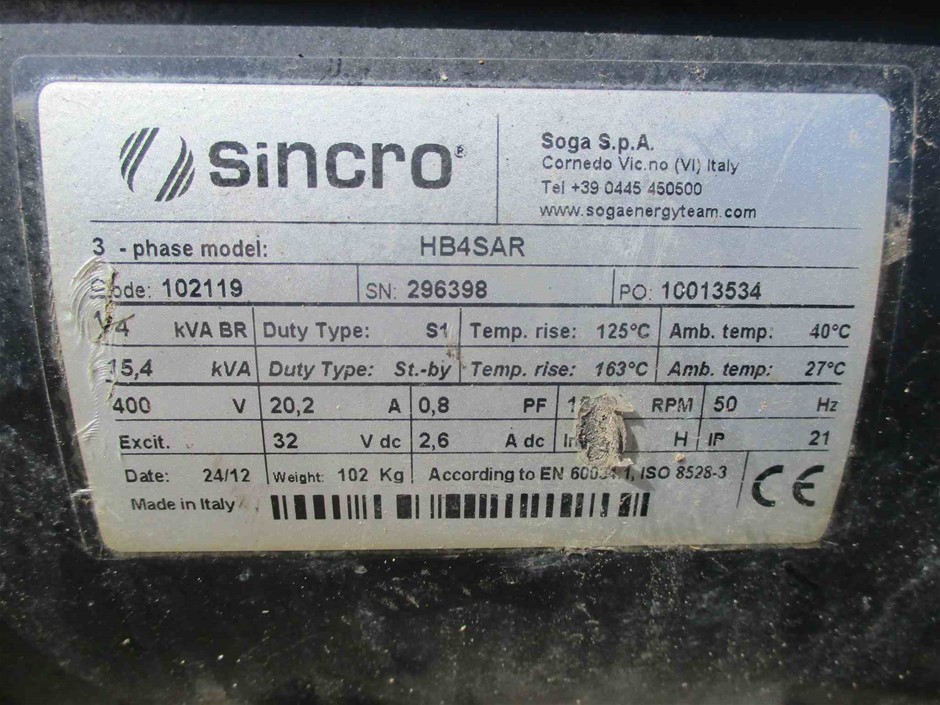 sincro®
Soga S.p.A.
Cornedo Vic.no (VI) Italy
Tel +39 0445 450500
www.sogaenergyteam.com
3 - phase model: HB4SAR
Code: 102119 SN: 296398 PO: 10013534
14 kVA BR Duty Type: S1 Temp. rise: 125°C Amb. temp: 40°C
15,4 kVA Duty Type: St.-by Temp. rise: 163°C Amb. temp: 27°C
400 V 20,2 A 0,8 PF RPM 50 Hz
Excit. 32 V dc 2,6 A dc H IP 21
Date: 24/12 Weight: 102 Kg According to EN 60034.1, ISO 8528-3 CE
Made in Italy